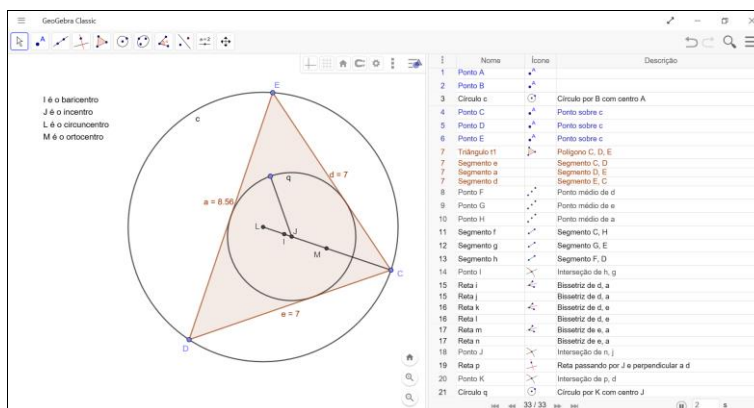 GeoGebra Classic
I é o baricentro
J é o incentro
L é o circuncentro
M é o ortocentro
E
c
q
d = 7
a = 8.56
L
J
I
M
C
e = 7
D
Nome Ícone Descrição
1 Ponto A
2 Ponto B
3 Círculo c Círculo por B com centro A
4 Ponto C Ponto sobre c
5 Ponto D Ponto sobre c
6 Ponto E Ponto sobre c
7 Triângulo t1 Polígono C, D, E
7 Segmento e Segmento C, D
7 Segmento a Segmento D, E
7 Segmento d Segmento E, C
8 Ponto F Ponto médio de d
9 Ponto G Ponto médio de e
10 Ponto H Ponto médio de a
11 Segmento f Segmento C, H
12 Segmento g Segmento G, E
13 Segmento h Segmento F, D
14 Ponto I Interseção de h, g
15 Reta i Bissetriz de d, a
15 Reta j Bissetriz de d, a
16 Reta k Bissetriz de d, e
16 Reta l Bissetriz de d, e
17 Reta m Bissetriz de e, a
17 Reta n Bissetriz de e, a
18 Ponto J Interseção de n, j
19 Reta p Reta passando por J e perpendicular a d
20 Ponto K Interseção de p, d
21 Círculo q Círculo por K com centro J
33 / 33 2 s